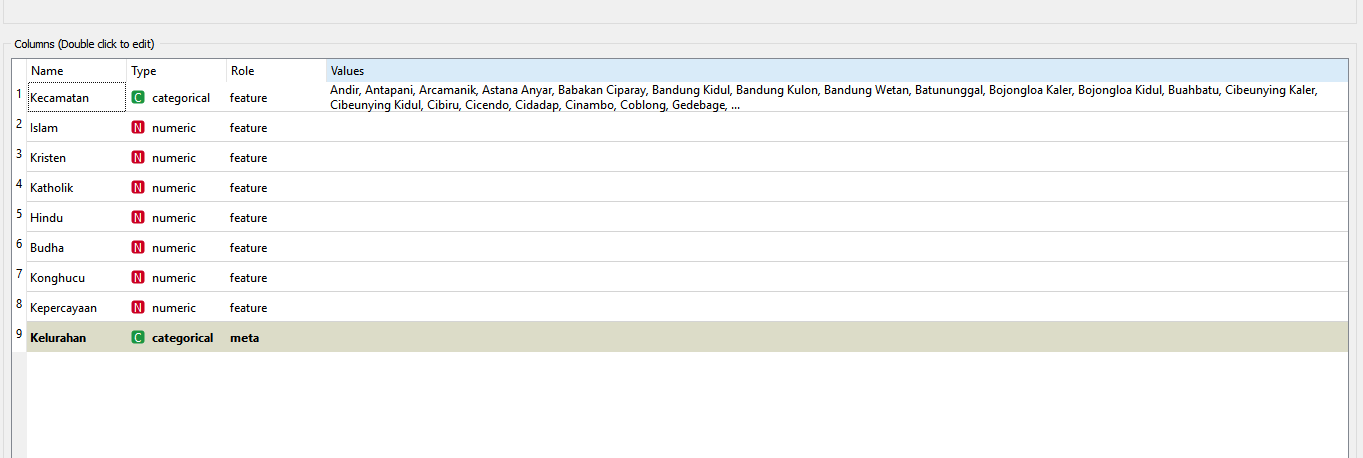 Columns (Double click to edit)
Name Type Role Values
1 Kecamatan C categorical feature Andir, Antapani, Arcamanik, Astana Anyar, Babakan Ciparay, Bandung Kidul, Bandung Kulon, Bandung Wetan, Batununggal, Bojongloa Kaler, Bojongloa Kidul, Buahbatu, Cibeunying Kaler,
Cibeunying Kidul, Cibiru, Cicendo, Cidadap, Cinambo, Coblong, Gedebage, ...
2 Islam N numeric feature
3 Kristen N numeric feature
4 Katholik N numeric feature
5 Hindu N numeric feature
6 Budha N numeric feature
7 Konghucu N numeric feature
8 Kepercayaan N numeric feature
9 Kelurahan C categorical meta